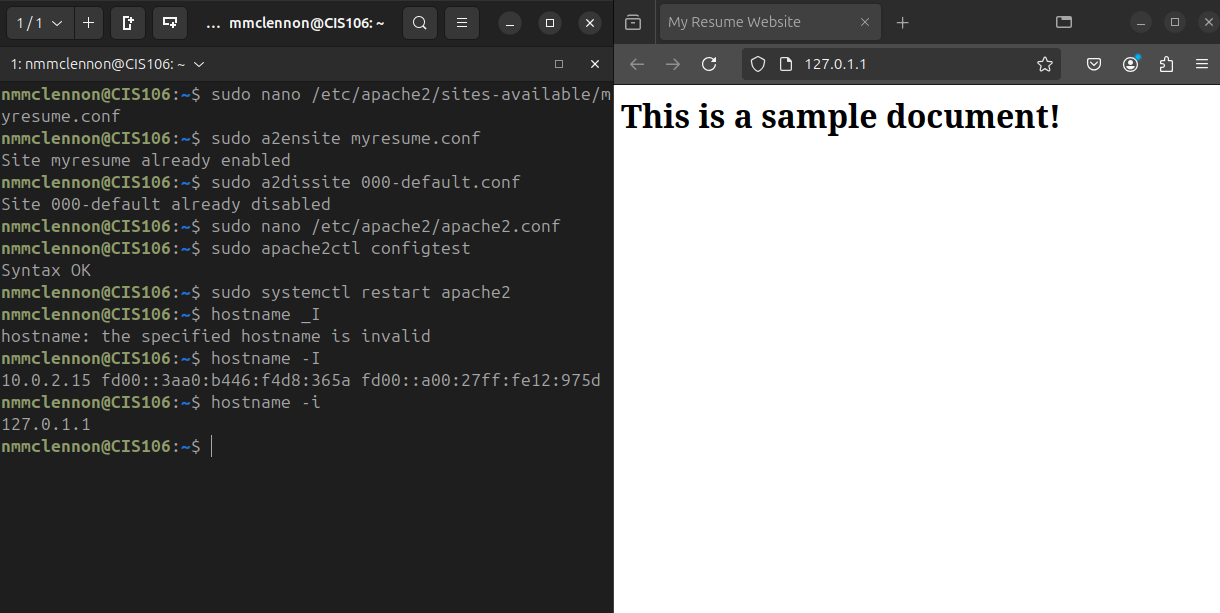 1 / 1
... mmclennon@CIS106: ~
1: nmmclennon@CIS106: ~
nmmclennon@CIS106:~$ sudo nano /etc/apache2/sites-available/m
yresume.conf
nmmclennon@CIS106:~$ sudo a2ensite myresume.conf
Site myresume already enabled
nmmclennon@CIS106:~$ sudo a2dissite 000-default.conf
Site 000-default already disabled
nmmclennon@CIS106:~$ sudo nano /etc/apache2/apache2.conf
nmmclennon@CIS106:~$ sudo apache2ctl configtest
Syntax OK
nmmclennon@CIS106:~$ sudo systemctl restart apache2
nmmclennon@CIS106:~$ hostname _I
hostname: the specified hostname is invalid
nmmclennon@CIS106:~$ hostname -I
10.0.2.15 fd00::3aa0:b446:f4d8:365a fd00::a00:27ff:fe12:975d
nmmclennon@CIS106:~$ hostname -i
127.0.1.1
nmmclennon@CIS106:~$
My Resume Website
127.0.1.1
This is a sample document!